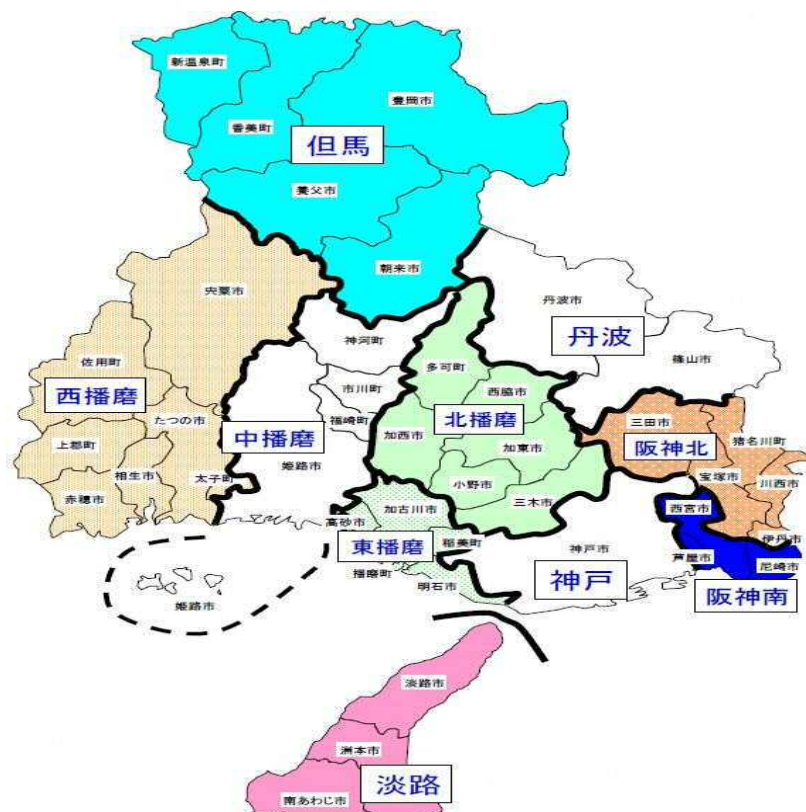 新温泉町
豊岡市
香美町
但馬
養父市
朝来市
宍粟市
丹波市
丹波
神河町
篠山市
佐用町
多可町
市川町
西脇市
西播磨
たつの市
福崎町
北播磨
三田市
猪名川町
上郡町
中播磨
加西市
加東市
阪神北
相生市
太子町
姫路市
小野市
宝塚市
川西市
赤穂市
三木市
加古川市
西宮市
高砂市
伊丹市
東播磨
稲美町
神戸市
芦屋市
尼崎市
播磨町
明石市
神戸
阪神南
姫路市
淡路市
洲本市
淡路
南あわじ市